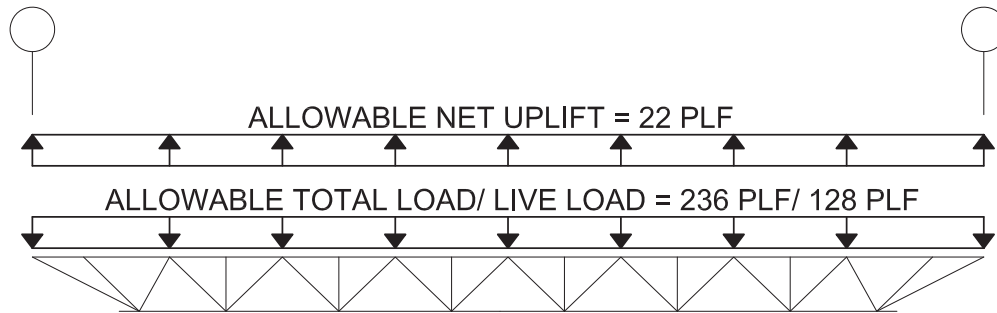 ALLOWABLE NET UPLIFT = 22 PLF
ALLOWABLE TOTAL LOAD/ LIVE LOAD = 236 PLF/ 128 PLF